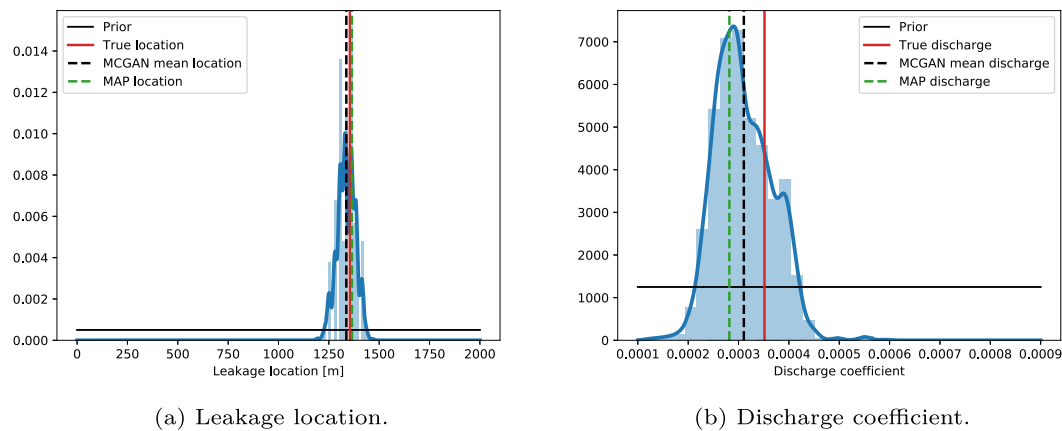 Prior
True location
MCGAN mean location
MAP location
0.014
0.012
0.010
0.008
0.006
0.004
0.002
0.000
0 250 500 750 1000 1250 1500 1750 2000
Leakage location [m]
(a) Leakage location.
Prior
True discharge
MCGAN mean discharge
MAP discharge
7000
6000
5000
4000
3000
2000
1000
0
0.0001 0.0002 0.0003 0.0004 0.0005 0.0006 0.0007 0.0008 0.0009
Discharge coefficient
(b) Discharge coefficient.